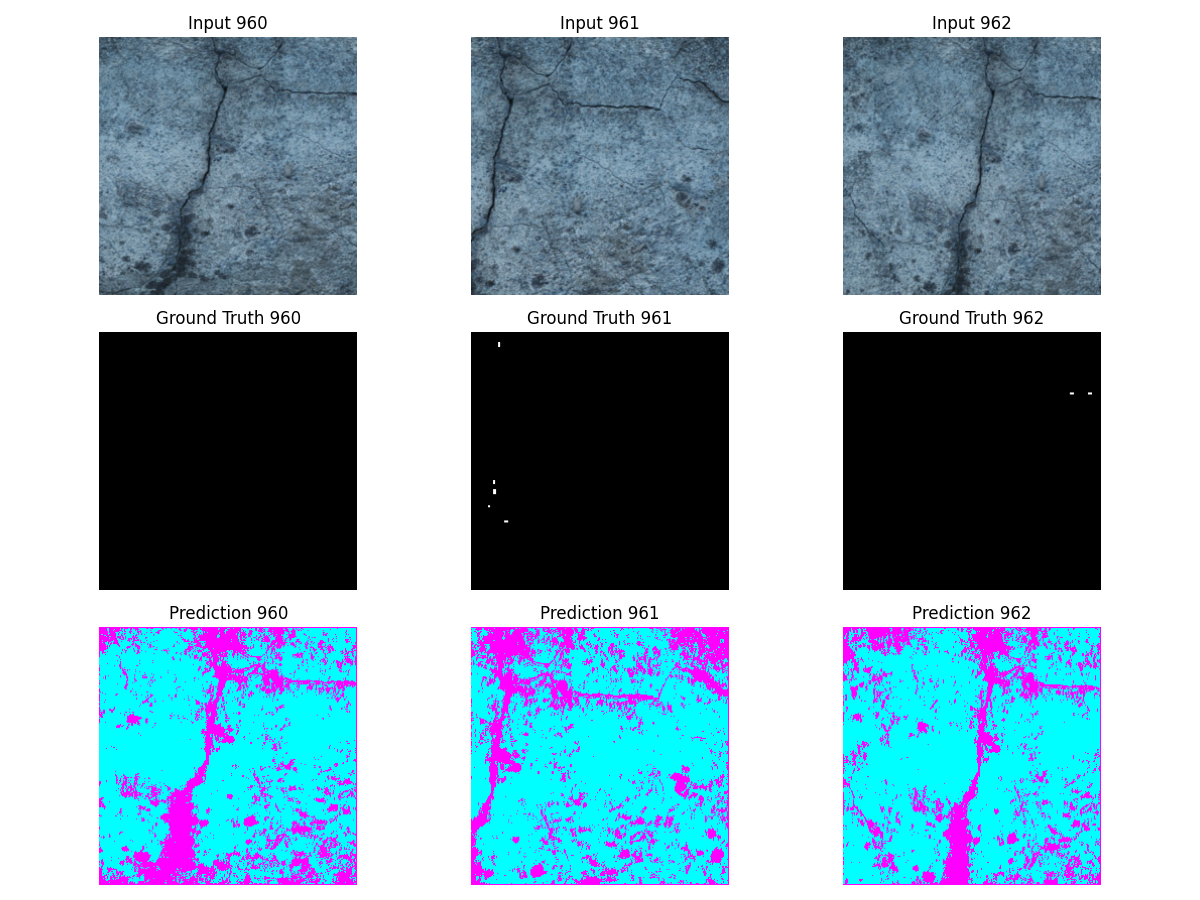 Input 960
Input 961
Input 962
Ground Truth 960
Ground Truth 961
Ground Truth 962
Prediction 960
Prediction 961
Prediction 962